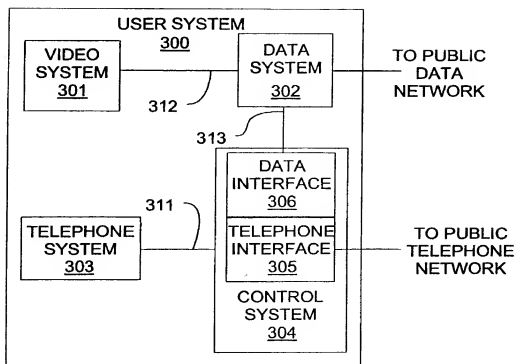 USER SYSTEM
300
VIDEO
SYSTEM
301
312
DATA
SYSTEM
302
TO PUBLIC
DATA
NETWORK
313
DATA
INTERFACE
306
311
TELEPHONE
SYSTEM
303
TELEPHONE
INTERFACE
305
TO PUBLIC
TELEPHONE
NETWORK
CONTROL
SYSTEM
304